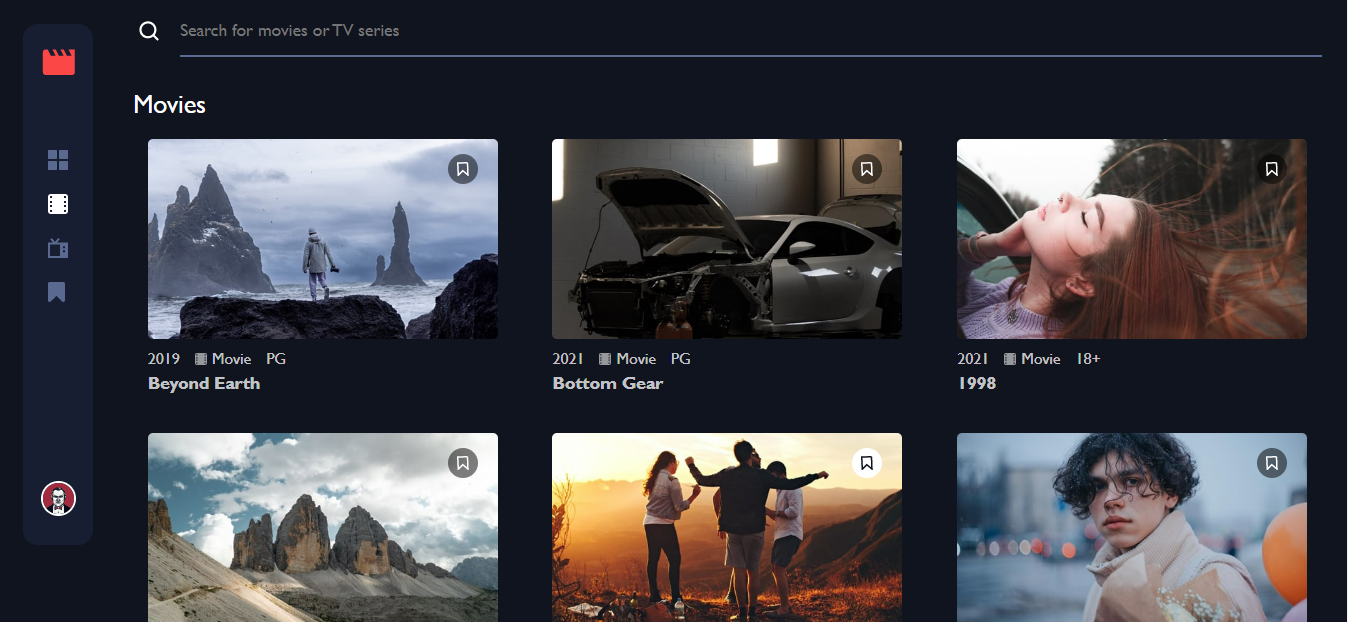 Search for movies or TV series
Movies
2019 Movie PG
Beyond Earth
2021 Movie PG
Bottom Gear
2021 Movie 18+
1998